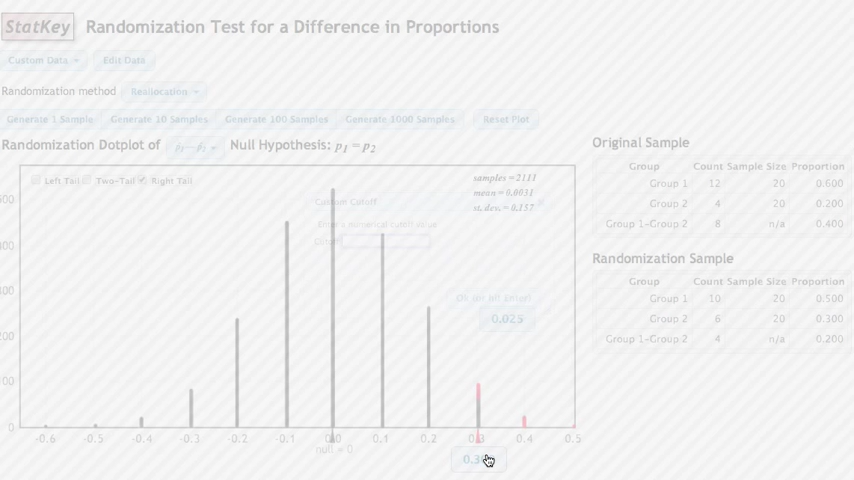 StatKey Randomization Test for a Difference in Proportions
Custom Data Edit Data
Randomization method Reallocation
Generate 1 Sample Generate 10 Samples Generate 100 Samples Generate 1000 Samples Reset Plot
Randomization Dotplot of p̂₁−p̂₂ Null Hypothesis: p₁ = p₂
Left Tail Two-Tail Right Tail
samples = 2111
mean = 0.0031
st. dev. = 0.157
Custom Cutoff
Enter a numerical cutoff value
Cutoff
Ok (or hit Enter)
0.025
-0.6 -0.5 -0.4 -0.3 -0.2 -0.1 0.0 0.1 0.2 0.3 0.4 0.5
null = 0
Original Sample
Group Count Sample Size Proportion
Group 1 12 20 0.600
Group 2 4 20 0.200
Group 1-Group 2 8 n/a 0.400
Randomization Sample
Group Count Sample Size Proportion
Group 1 10 20 0.500
Group 2 6 20 0.300
Group 1-Group 2 4 n/a 0.200